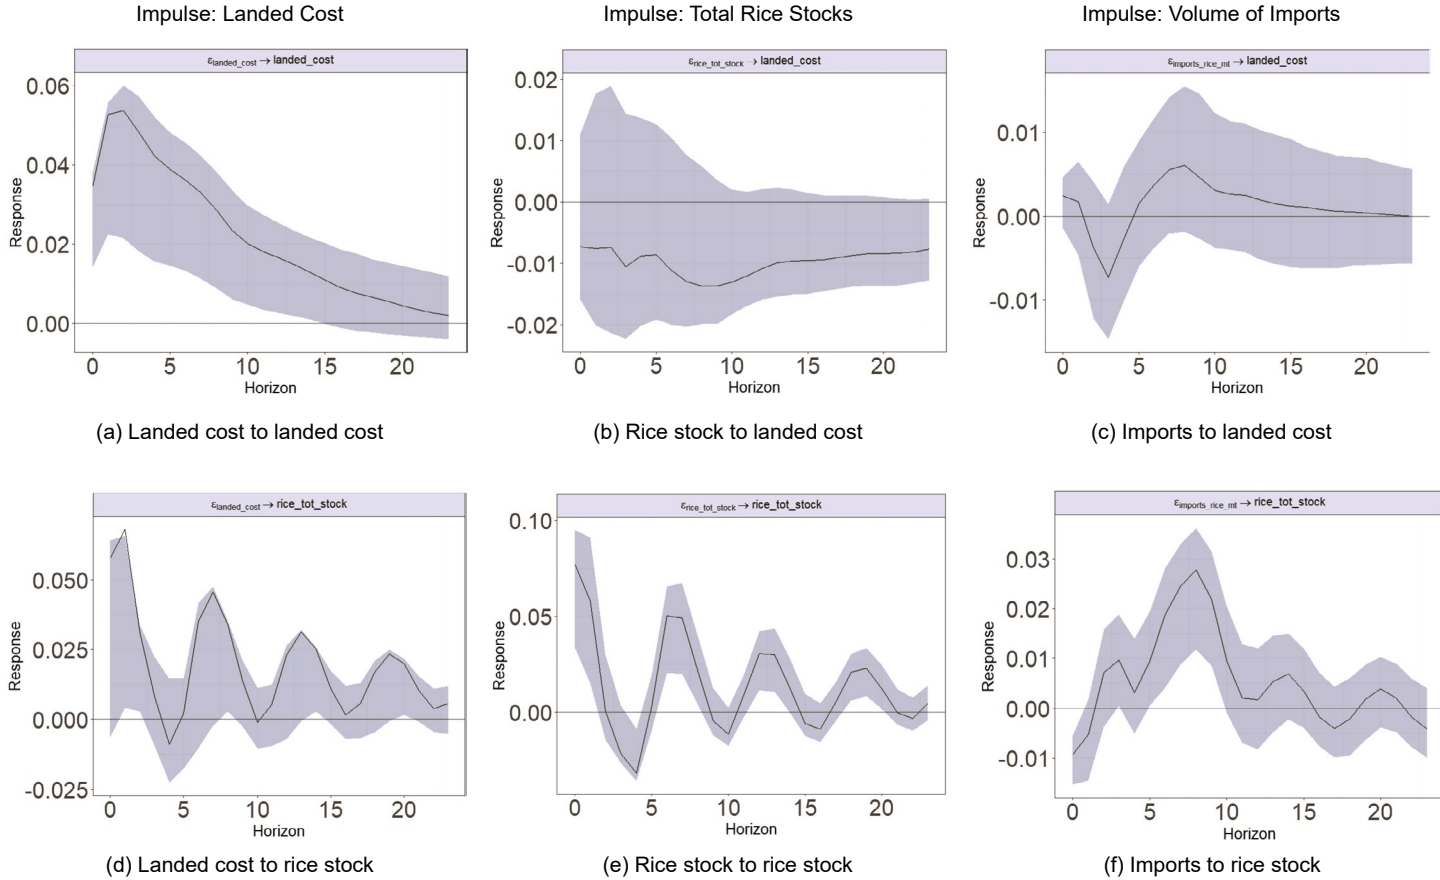 Impulse: Landed Cost
Impulse: Total Rice Stocks
Impulse: Volume of Imports
εlanded_cost → landed_cost
Response
0.06
0.04
0.02
0.00
0 5 10 15 20
Horizon
(a) Landed cost to landed cost
εrice_tot_stock → landed_cost
Response
0.02
0.01
0.00
-0.01
-0.02
0 5 10 15 20
Horizon
(b) Rice stock to landed cost
εimports_rice_mt → landed_cost
Response
0.01
0.00
-0.01
0 5 10 15 20
Horizon
(c) Imports to landed cost
εlanded_cost → rice_tot_stock
Response
0.050
0.025
0.000
-0.025
0 5 10 15 20
Horizon
(d) Landed cost to rice stock
εrice_tot_stock → rice_tot_stock
Response
0.10
0.05
0.00
0 5 10 15 20
Horizon
(e) Rice stock to rice stock
εimports_rice_mt → rice_tot_stock
Response
0.03
0.02
0.01
0.00
-0.01
0 5 10 15 20
Horizon
(f) Imports to rice stock